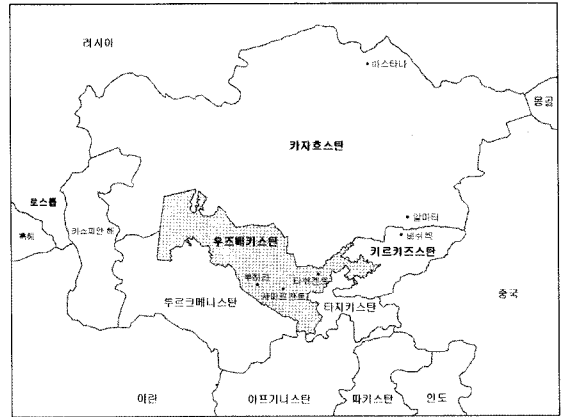 러시아
아스타나
몽골
카자흐스탄
로스톱
알마티
흑해
카스피안 해
비쉬켁
우즈베키스탄
키르키즈스탄
부하라
타쉬켄트
중국
투르크메니스탄
사마르칸트
타지키스탄
이란
아프기니스탄
파키스탄
인도